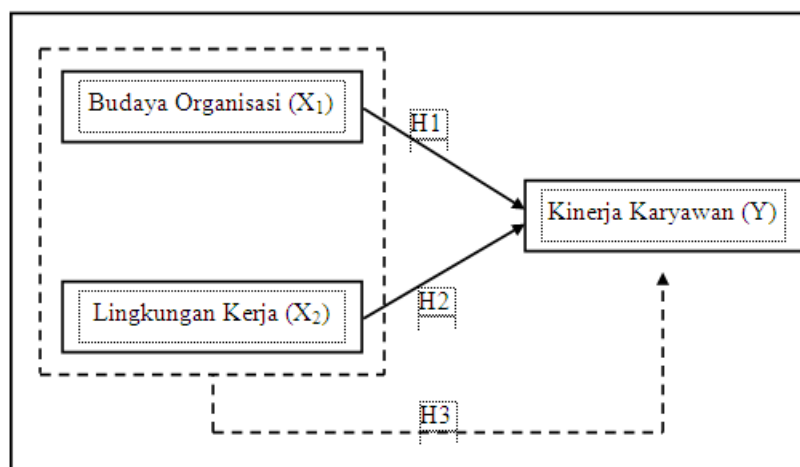 Budaya Organisasi (X₁)
H1
Kinerja Karyawan (Y)
Lingkungan Kerja (X₂)
H2
H3